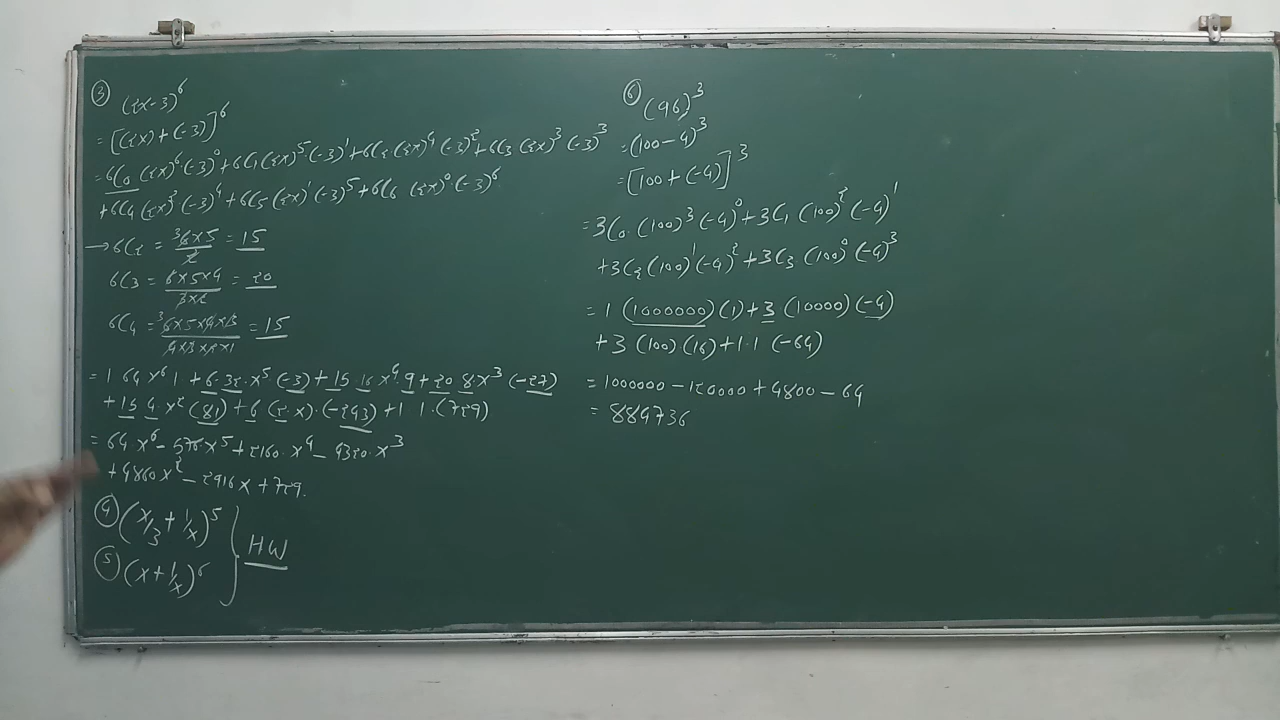 ③ (2x-3)^6
= [(2x)+(-3)]^6
= 6C0 (2x)^6·(-3)^0 + 6C1(2x)^5·(-3)^1 + 6C2(2x)^4(-3)^2 + 6C3(2x)^3(-3)^3
+ 6C4(2x)^2(-3)^4 + 6C5(2x)^1(-3)^5 + 6C6 (2x)^0·(-3)^6
→ 6C2 = 6×5/2 = 15
3
6C3 = 6×5×4/3×2 = 20
6C4 = 6×5×4×3/4×3×2×1 = 15
3
= 1 64 x^6 1 + 6·32·x^5(-3) + 15 16 x^4·9 + 20 8x^3(-27)
+ 15 4·x^2(81) + 6 (2·x)·(-243) + 1 1·(729)
= 64 x^6 - 576·x^5 + 2160·x^4 - 4320·x^3
+ 4860x^2 - 2916x + 729.
④ (x/3 + 1/x)^5
⑤ (x + 1/x)^6
} HW
⑥ (96)^3
= (100-4)^3
= [100+(-4)]^3
= 3C0·(100)^3(-4)^0 + 3C1 (100)^2(-4)^1
+ 3C2(100)^1(-4)^2 + 3C3 (100)^0(-4)^3
= 1 (1000000)(1) + 3 (10000)(-4)
+ 3 (100)(16) + 1·1 (-64)
= 1000000 - 120000 + 4800 - 64
= 884736